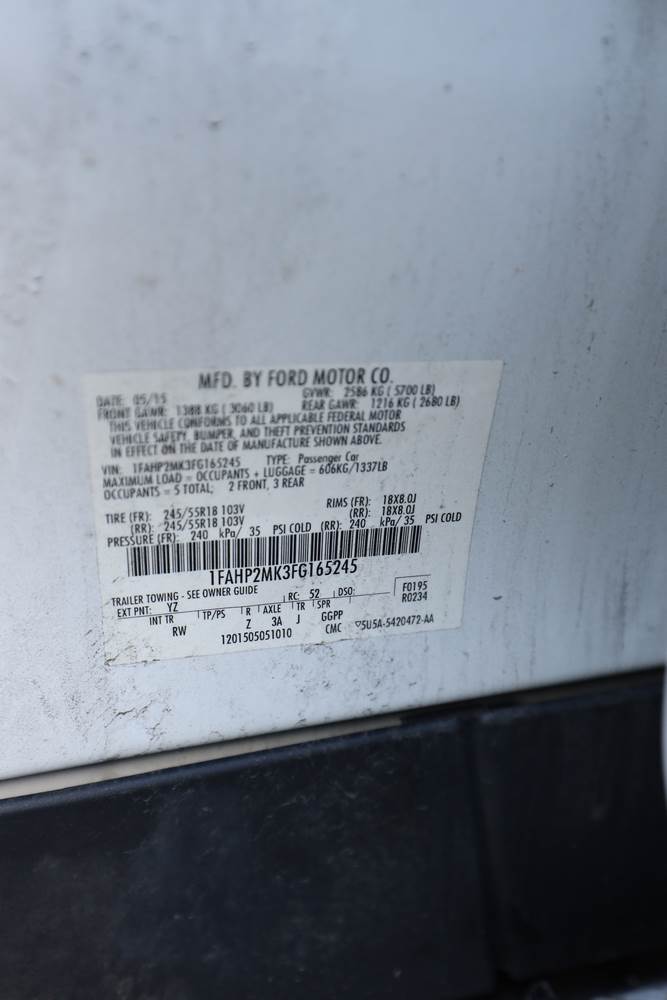 MFD. BY FORD MOTOR CO.
DATE: 05/15 GVWR: 2586 KG ( 5700 LB)
FRONT GAWR: 1388 KG ( 3060 LB) REAR GAWR: 1216 KG ( 2680 LB)
THIS VEHICLE CONFORMS TO ALL APPLICABLE FEDERAL MOTOR
VEHICLE SAFETY, BUMPER, AND THEFT PREVENTION STANDARDS
IN EFFECT ON THE DATE OF MANUFACTURE SHOWN ABOVE.
VIN: 1FAHP2MK3FG165245 TYPE: Passenger Car
MAXIMUM LOAD = OCCUPANTS + LUGGAGE = 606KG/1337LB
OCCUPANTS = 5 TOTAL; 2 FRONT, 3 REAR
TIRE (FR): 245/55R18 103V RIMS (FR): 18X8.0J
(RR): 245/55R18 103V (RR): 18X8.0J
PRESSURE (FR): 240 kPa/ 35 PSI COLD (RR): 240 kPa/ 35 PSI COLD
1FAHP2MK3FG165245
TRAILER TOWING - SEE OWNER GUIDE
EXT PNT: YZ RC: 52 DSO: F0195
INT TR TP/PS R AXLE TR SPR R0234
RW Z 3A J GGPP
1201505051010 CMC ▽5U5A-5420472-AA